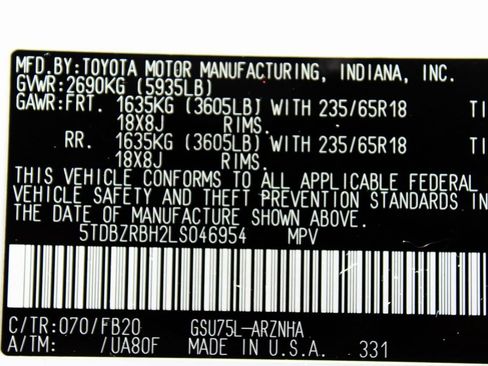 MFD.BY:TOYOTA MOTOR MANUFACTURING, INDIANA, INC.
GVWR:2690KG (5935LB)
GAWR:FRT. 1635KG (3605LB) WITH 235/65R18 TI
18X8J RIMS.
RR. 1635KG (3605LB) WITH 235/65R18 TI
18X8J RIMS.
THIS VEHICLE CONFORMS TO ALL APPLICABLE FEDERAL
VEHICLE SAFETY AND THEFT PREVENTION STANDARDS IN
THE DATE OF MANUFACTURE SHOWN ABOVE.
5TDBZRBH2LS046954 MPV
C/TR:070/FB20 GSU75L-ARZNHA
A/TM: /UA80F MADE IN U.S.A. 331